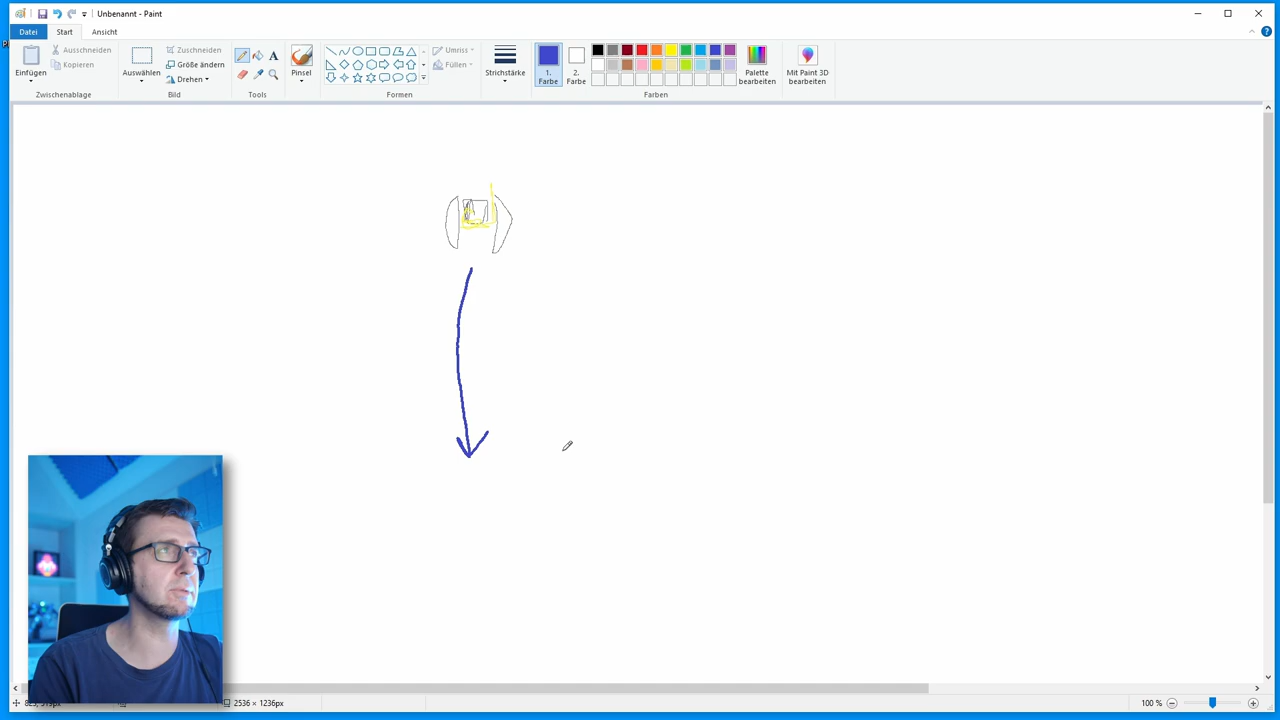 Unbenannt - Paint
Datei
Start
Ansicht
Einfügen
Ausschneiden
Kopieren
Zwischenablage
Auswählen
Zuschneiden
Größe ändern
Drehen
Bild
Tools
Pinsel
Umriss
Füllen
Formen
Strichstärke
1.
Farbe
2.
Farbe
Palette
bearbeiten
Farben
Mit Paint 3D
bearbeiten
2536 × 1236px
100 %